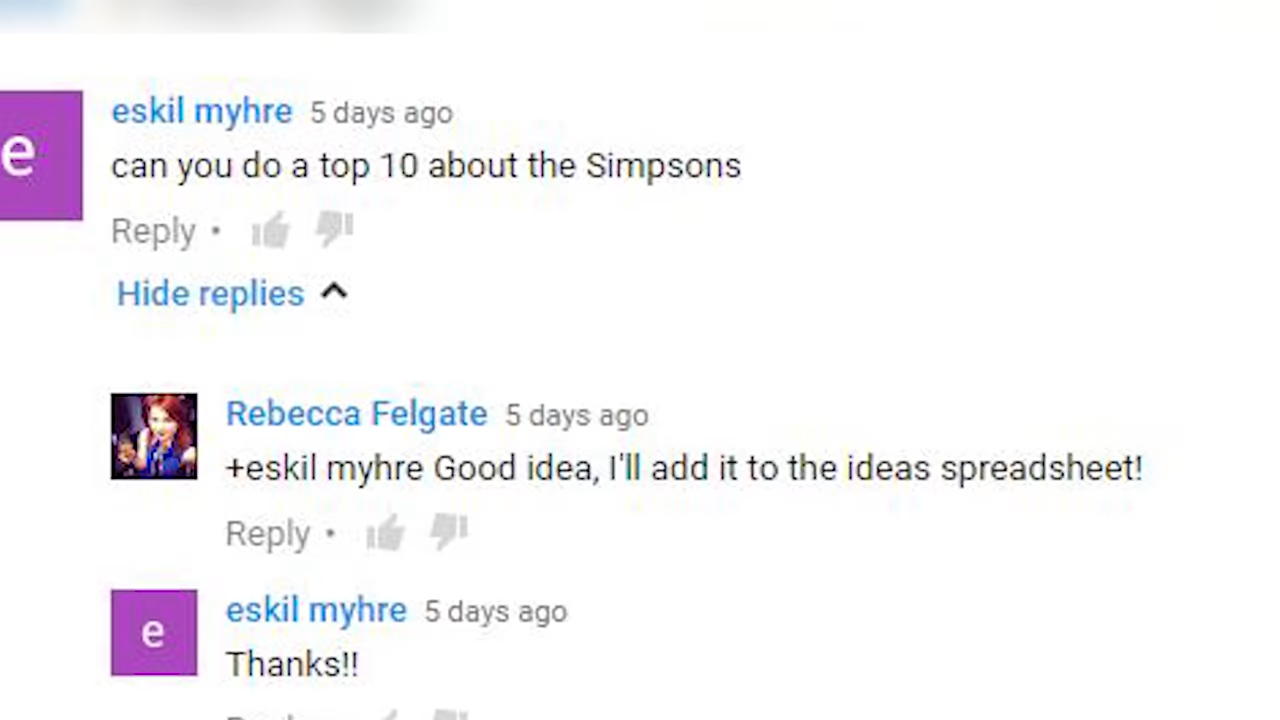 e
eskil myhre 5 days ago
can you do a top 10 about the Simpsons
Reply •
Hide replies
Rebecca Felgate 5 days ago
+eskil myhre Good idea, I'll add it to the ideas spreadsheet!
Reply •
e
eskil myhre 5 days ago
Thanks!!